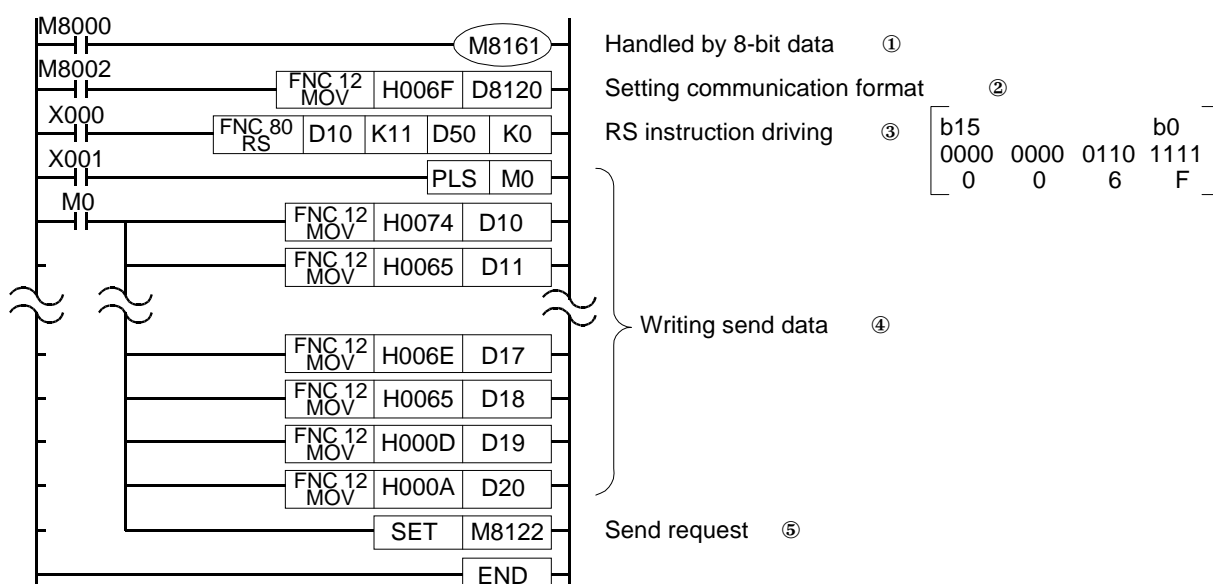 M8000
M8161 Handled by 8-bit data ①
M8002
FNC 12 MOV H006F D8120 Setting communication format ②
X000
FNC 80 RS D10 K11 D50 K0 RS instruction driving ③
b15 b0
0000 0000 0110 1111
0 0 6 F
X001
PLS M0
M0
FNC 12 MOV H0074 D10
FNC 12 MOV H0065 D11
Writing send data ④
FNC 12 MOV H006E D17
FNC 12 MOV H0065 D18
FNC 12 MOV H000D D19
FNC 12 MOV H000A D20
SET M8122 Send request ⑤
END